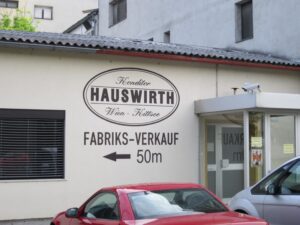 Konditor
HAUSWIRTH
Wien - Kittsee
FABRIKS-VERKAUF
← 50m